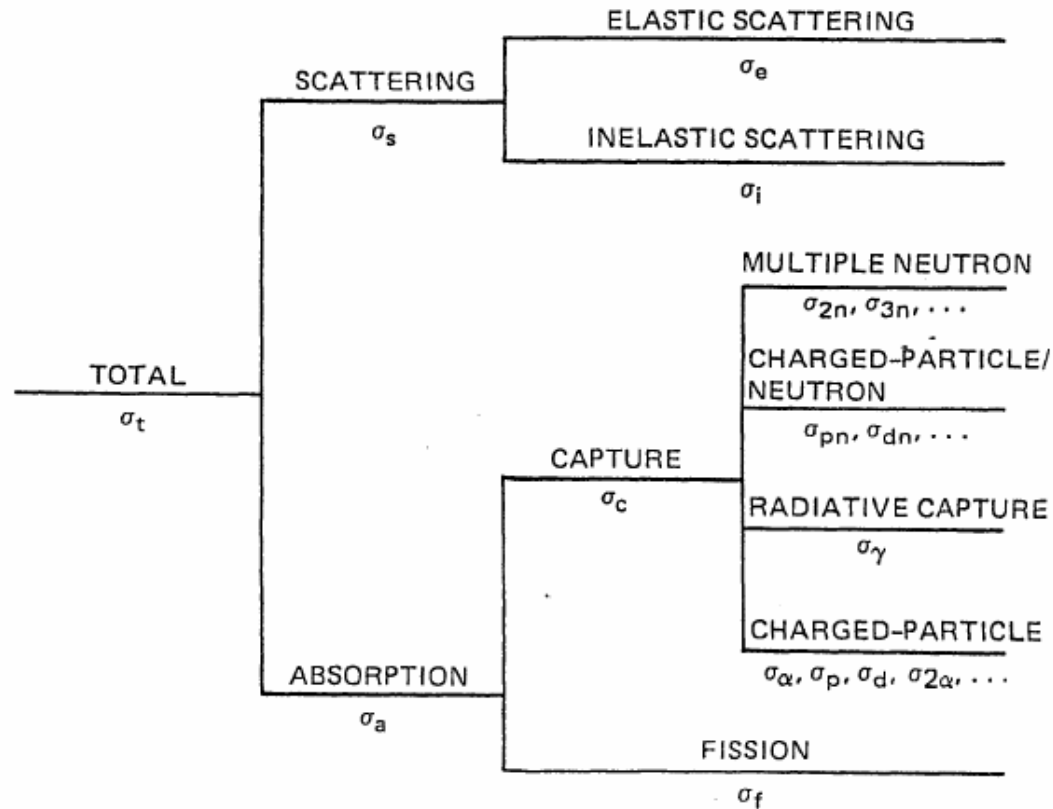 ELASTIC SCATTERING
σe
SCATTERING
σs
INELASTIC SCATTERING
σi
MULTIPLE NEUTRON
σ2n, σ3n, ...
CHARGED-PARTICLE/
NEUTRON
σpn, σdn, ...
TOTAL
σt
CAPTURE
σc
RADIATIVE CAPTURE
σγ
CHARGED-PARTICLE
σα, σp, σd, σ2α, ...
ABSORPTION
σa
FISSION
σf